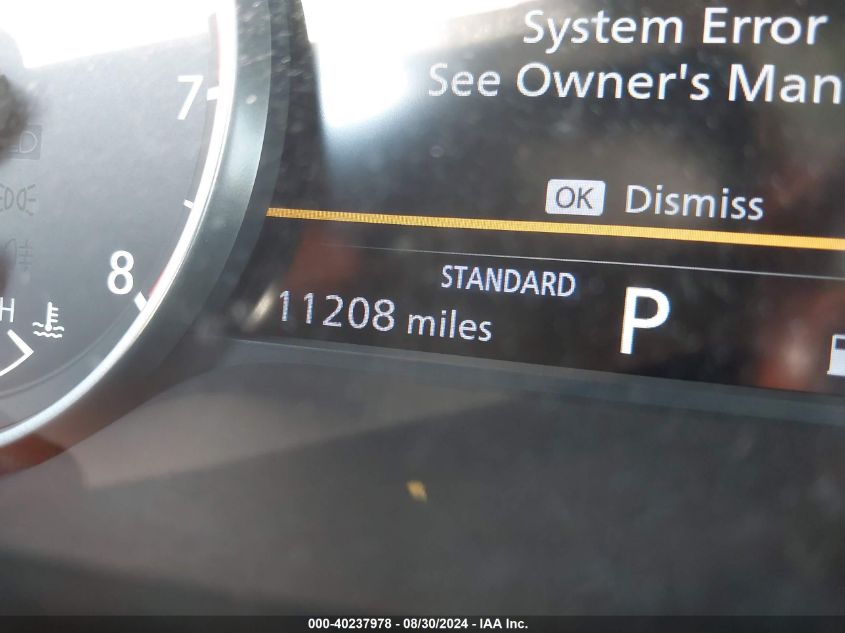 System Error
See Owner's Man
7
OK Dismiss
8
STANDARD
H
11208 miles
P
000-40237978 - 08/30/2024 - IAA Inc.